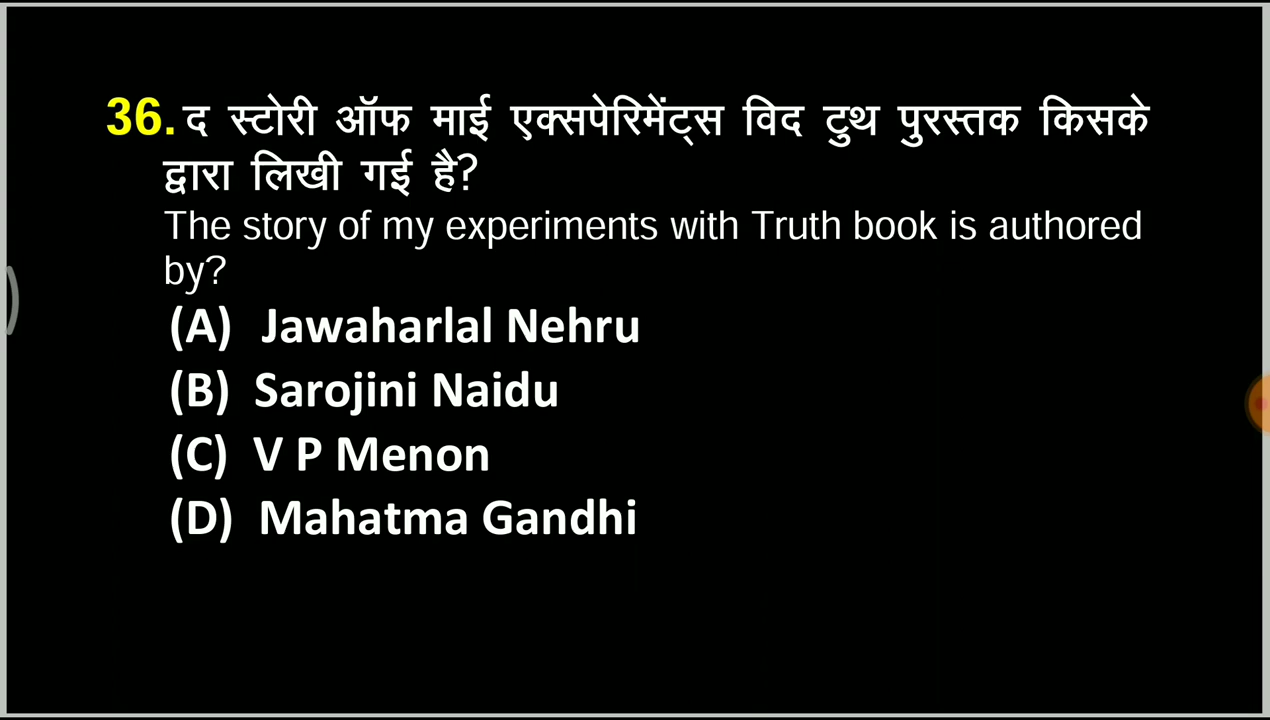 36. द स्टोरी ऑफ माई एक्सपेरिमेंट्स विद टुथ पुरस्तक किसके
द्वारा लिखी गई है?
The story of my experiments with Truth book is authored
by?
(A) Jawaharlal Nehru
(B) Sarojini Naidu
(C) V P Menon
(D) Mahatma Gandhi